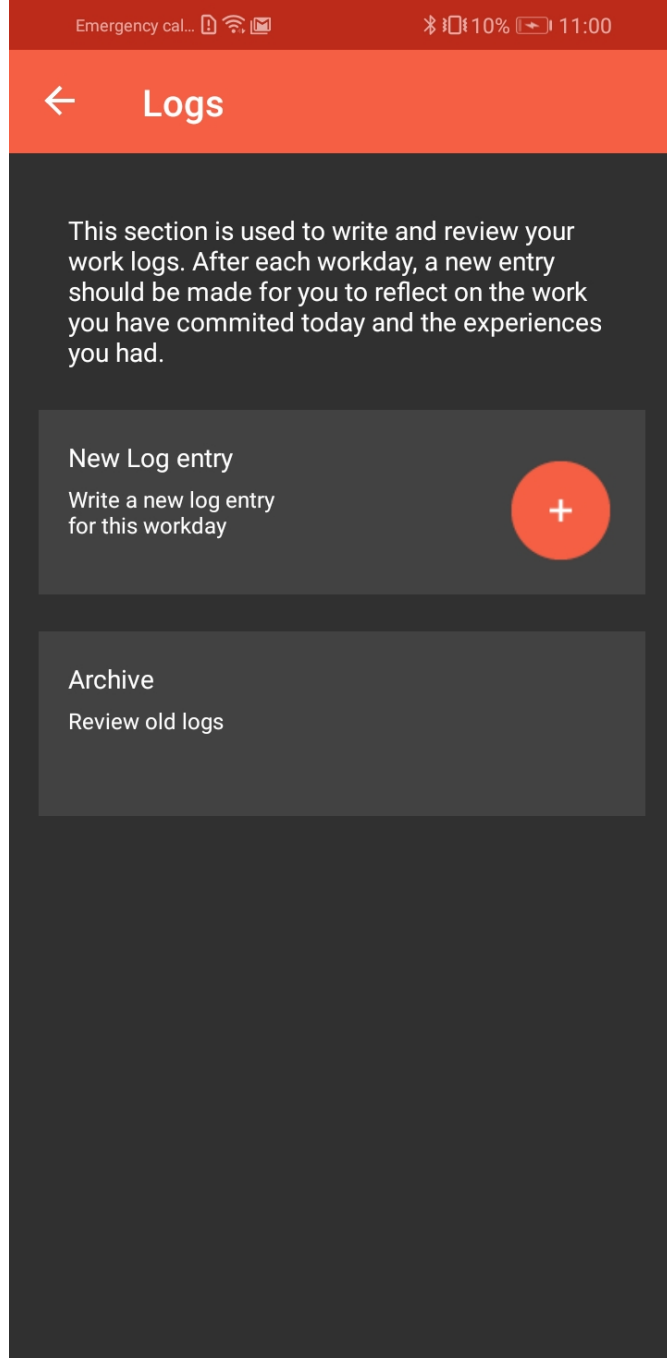 Emergency cal... 10% 11:00
Logs
This section is used to write and review your
work logs. After each workday, a new entry
should be made for you to reflect on the work
you have commited today and the experiences
you had.
New Log entry
Write a new log entry
for this workday
+
Archive
Review old logs